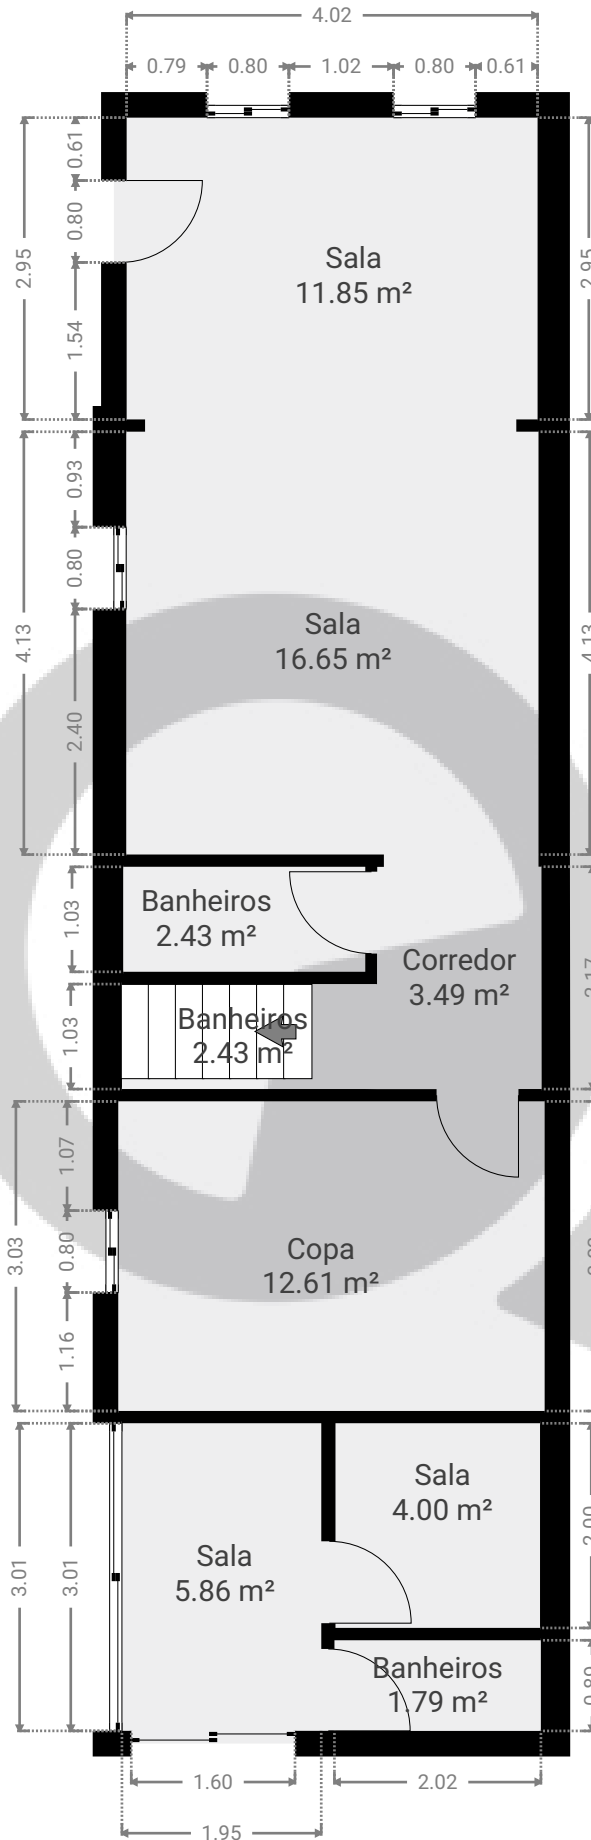 4.02
0.79 0.80 1.02 0.80 0.61
0.61
0.80
2.95
2.95
1.54
Sala
11.85 m²
0.93
0.80
4.13
4.13
2.40
Sala
16.65 m²
1.03
Banheiros
2.43 m²
Corredor
3.49 m²
2.17
1.03
Banheiros
2.43 m²
1.07
3.03
0.80
1.16
Copa
12.61 m²
Sala
4.00 m²
2.00
3.01
3.01
Sala
5.86 m²
Banheiros
1.79 m²
1.60
2.02
1.95